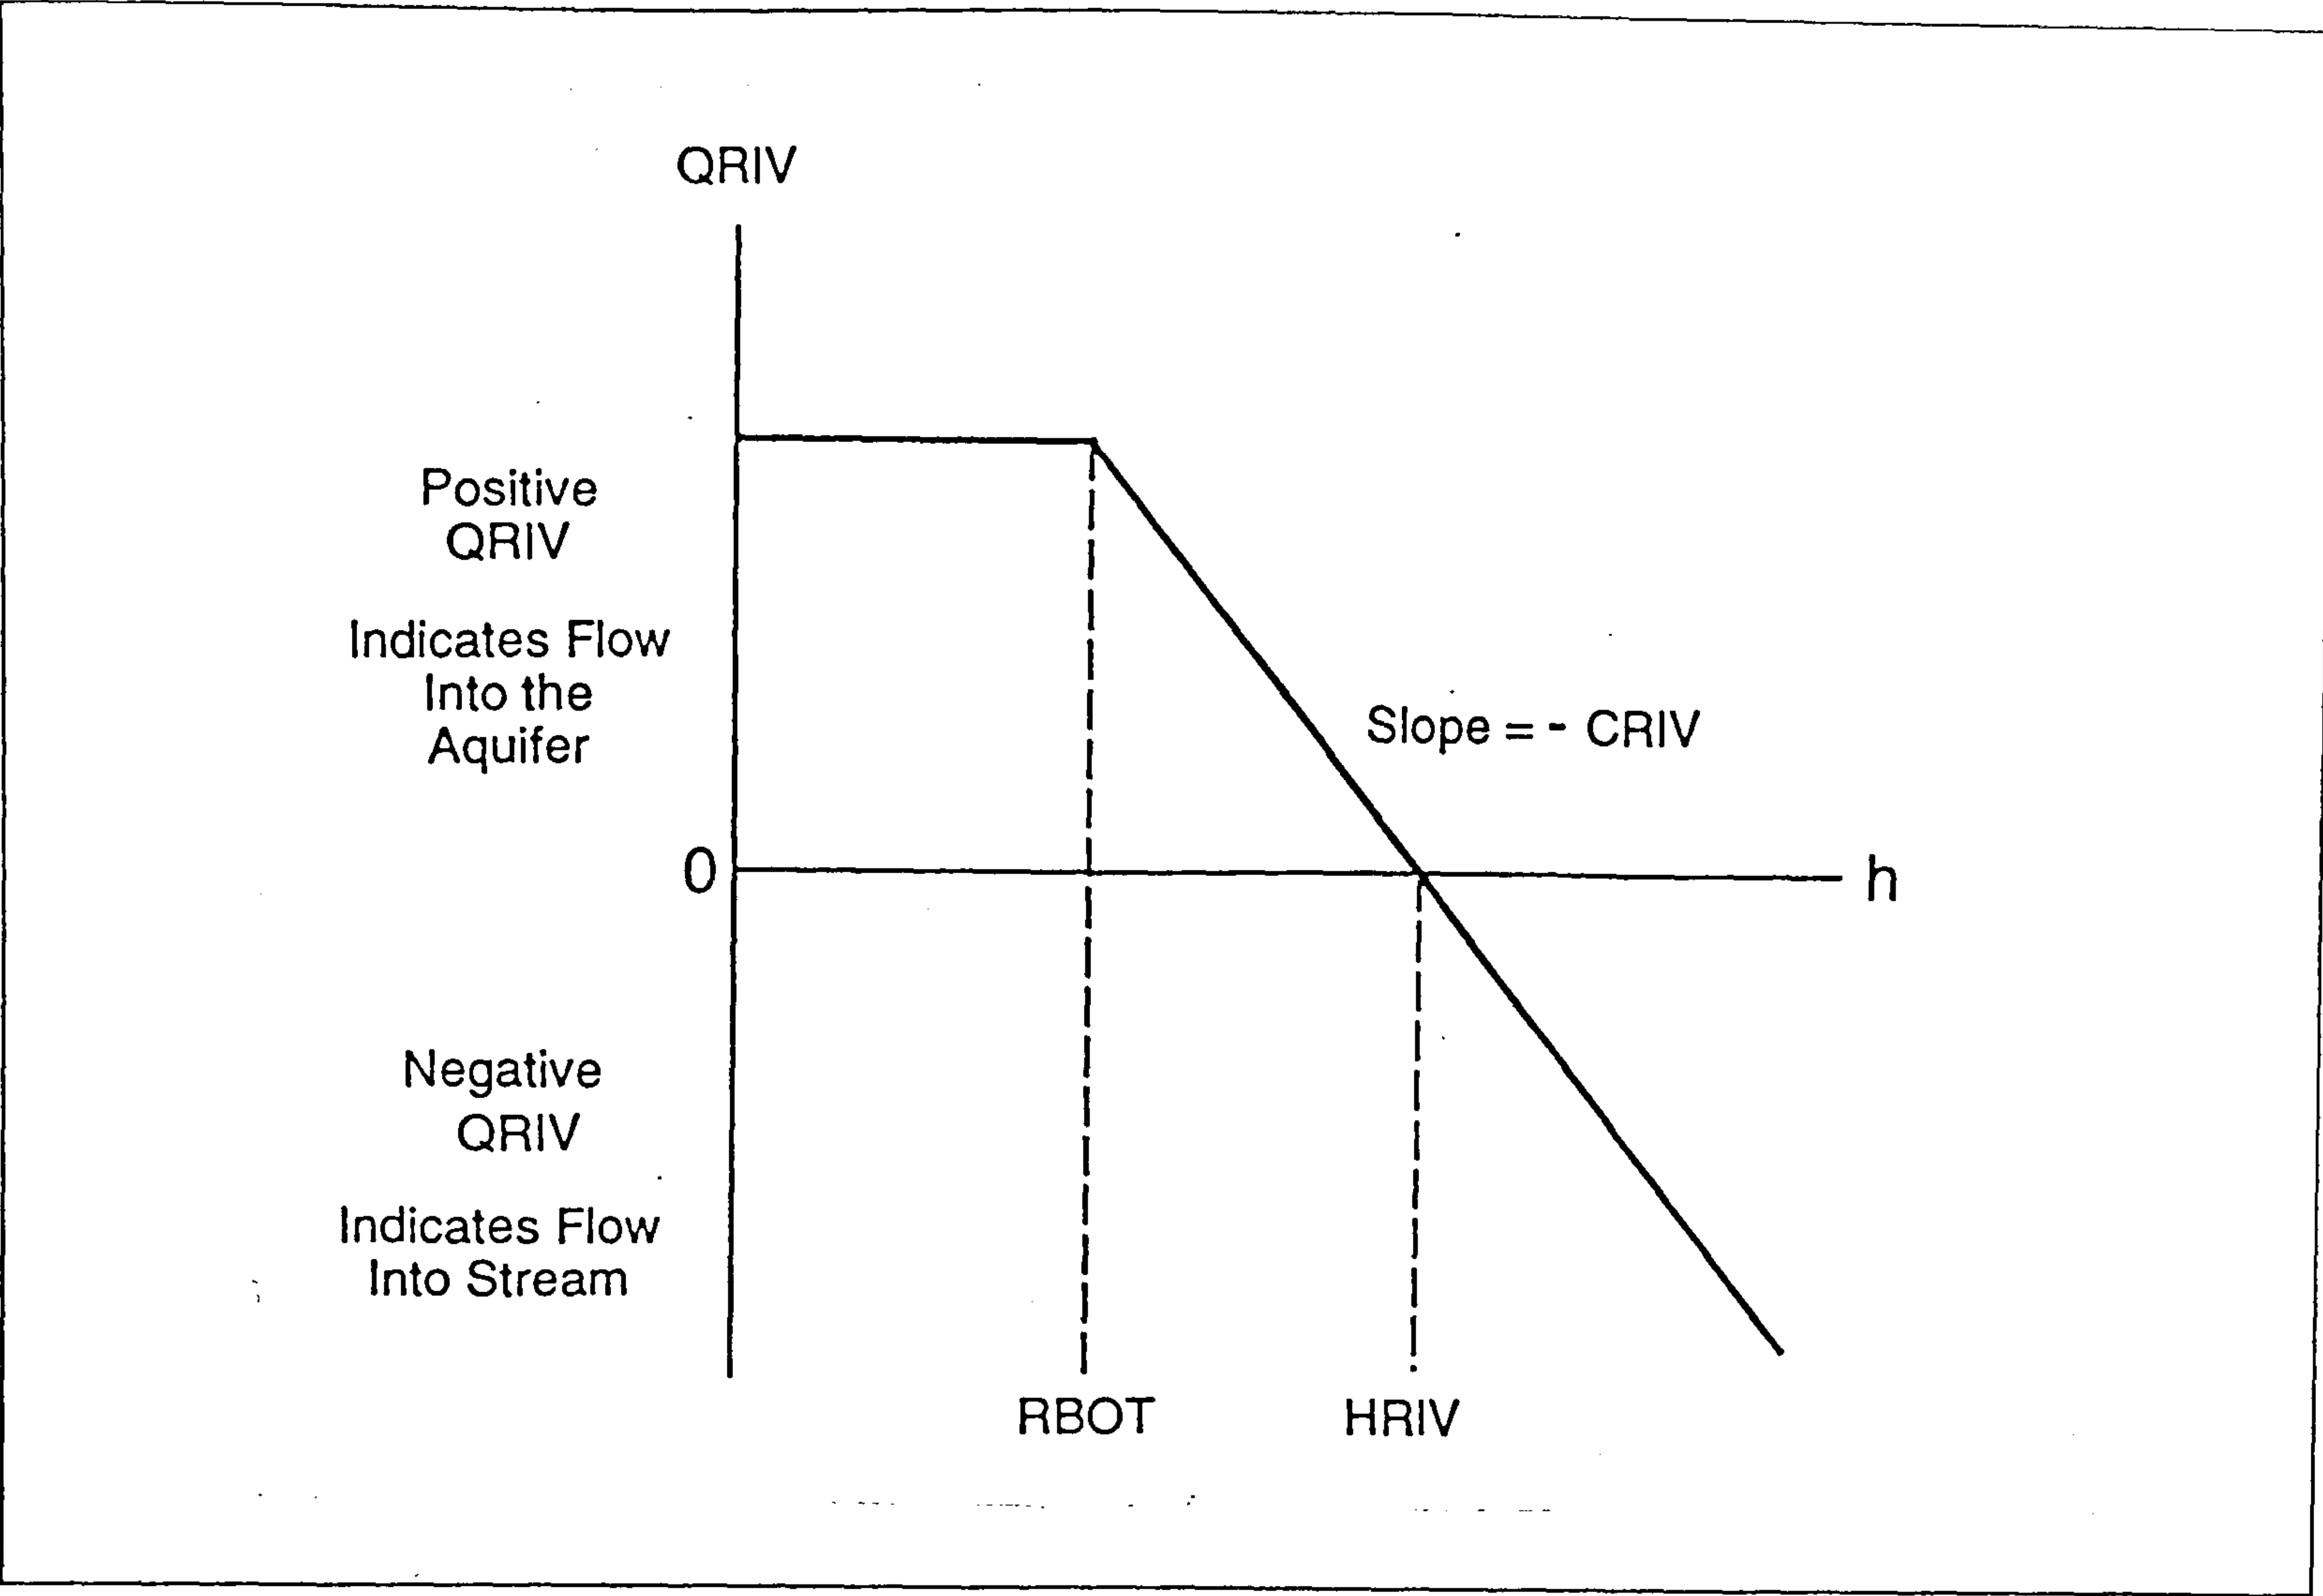 QRIV
Positive
QRIV
Indicates Flow
Into the
Aquifer
Slope = - CRIV
0
h
Negative
QRIV
Indicates Flow
Into Stream
RBOT
HRIV